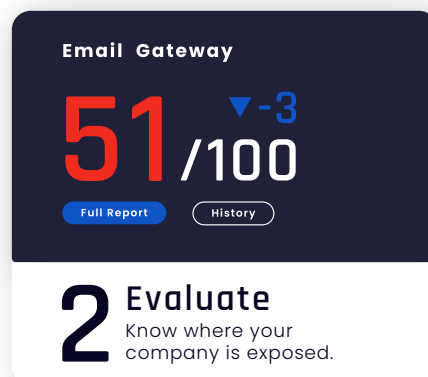 Email Gateway
51 /100
▼-3
Full Report
History
2 Evaluate
Know where your
company is exposed.